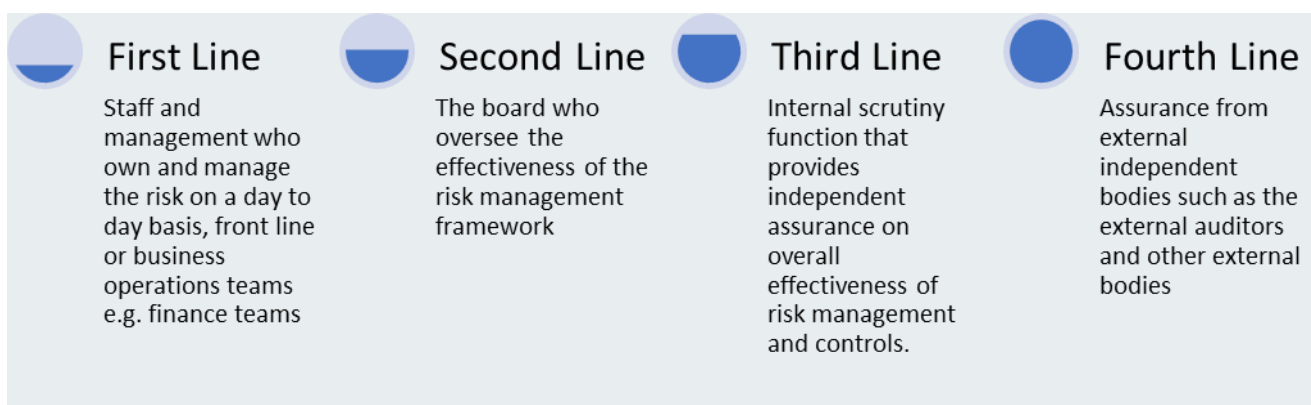 First Line
Staff and
management who
own and manage
the risk on a day to
day basis, front line
or business
operations teams
e.g. finance teams
Second Line
The board who
oversee the
effectiveness of the
risk management
framework
Third Line
Internal scrutiny
function that
provides
independent
assurance on
overall
effectiveness of
risk management
and controls.
Fourth Line
Assurance from
external
independent
bodies such as the
external auditors
and other external
bodies